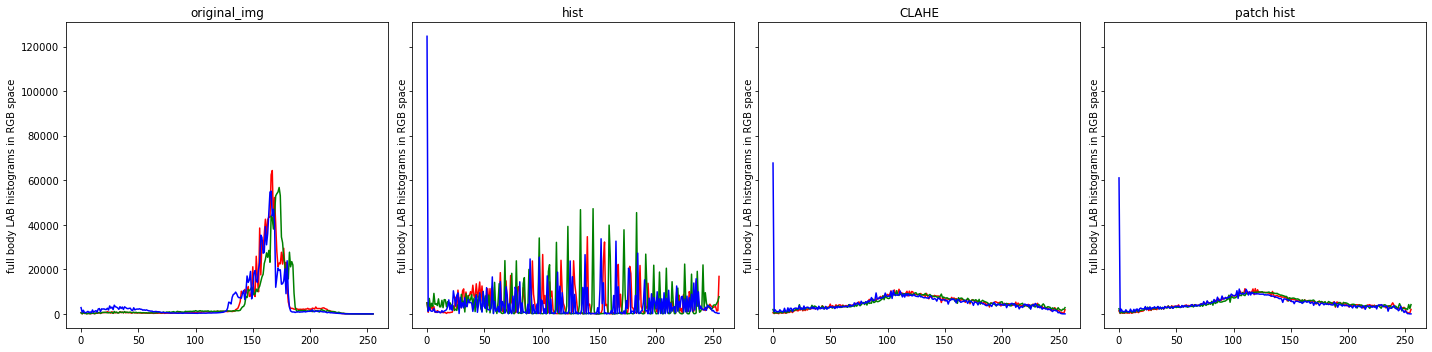 original_img
hist
CLAHE
patch hist
full body LAB histograms in RGB space
full body LAB histograms in RGB space
full body LAB histograms in RGB space
full body LAB histograms in RGB space
120000
100000
80000
60000
40000
20000
0
0 50 100 150 200 250
0 50 100 150 200 250
0 50 100 150 200 250
0 50 100 150 200 250